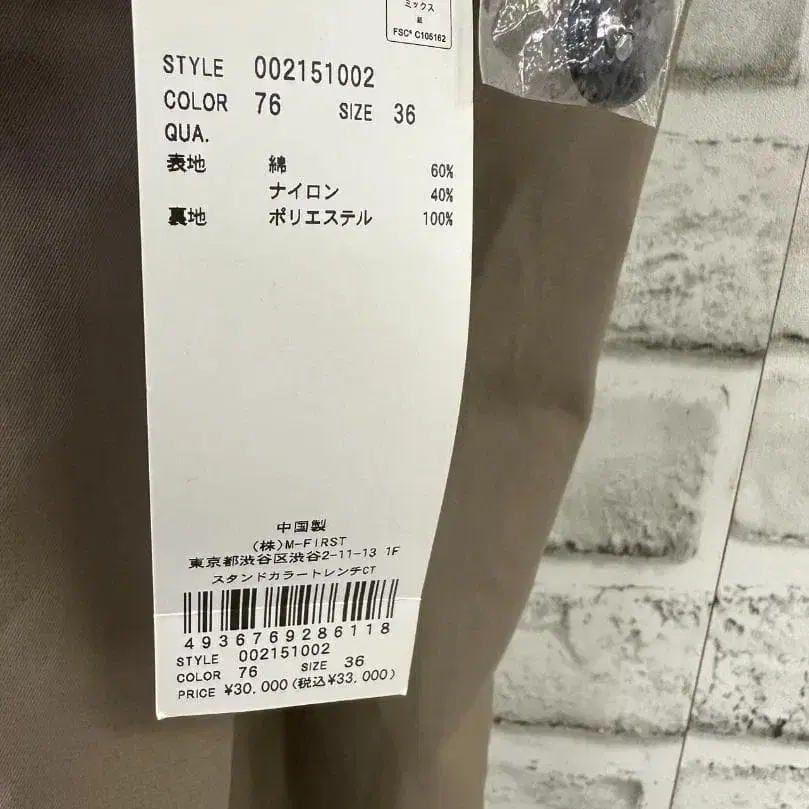 ミックス
紙
FSC® C105162
STYLE 002151002
COLOR 76 SIZE 36
QUA.
表地 綿 60%
ナイロン 40%
裏地 ポリエステル 100%
中国製
(株)M-FIRST
東京都渋谷区渋谷2-11-13 1F
スタンドカラートレンチCT
4936769286118
STYLE 002151002
COLOR 76 SIZE 36
PRICE ¥30,000(税込¥33,000)